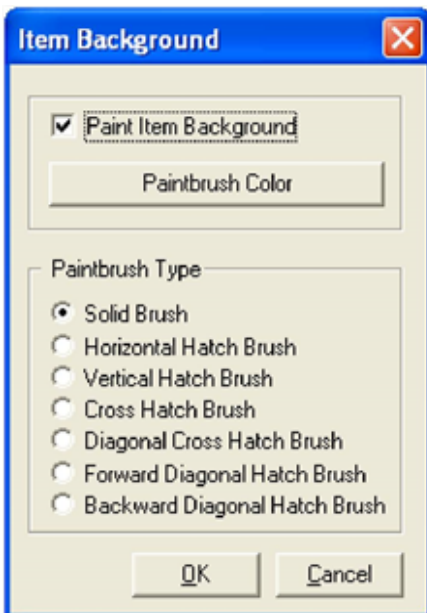 Item Background
Paint Item Background
Paintbrush Color
Paintbrush Type
Solid Brush
Horizontal Hatch Brush
Vertical Hatch Brush
Cross Hatch Brush
Diagonal Cross Hatch Brush
Forward Diagonal Hatch Brush
Backward Diagonal Hatch Brush
OK Cancel